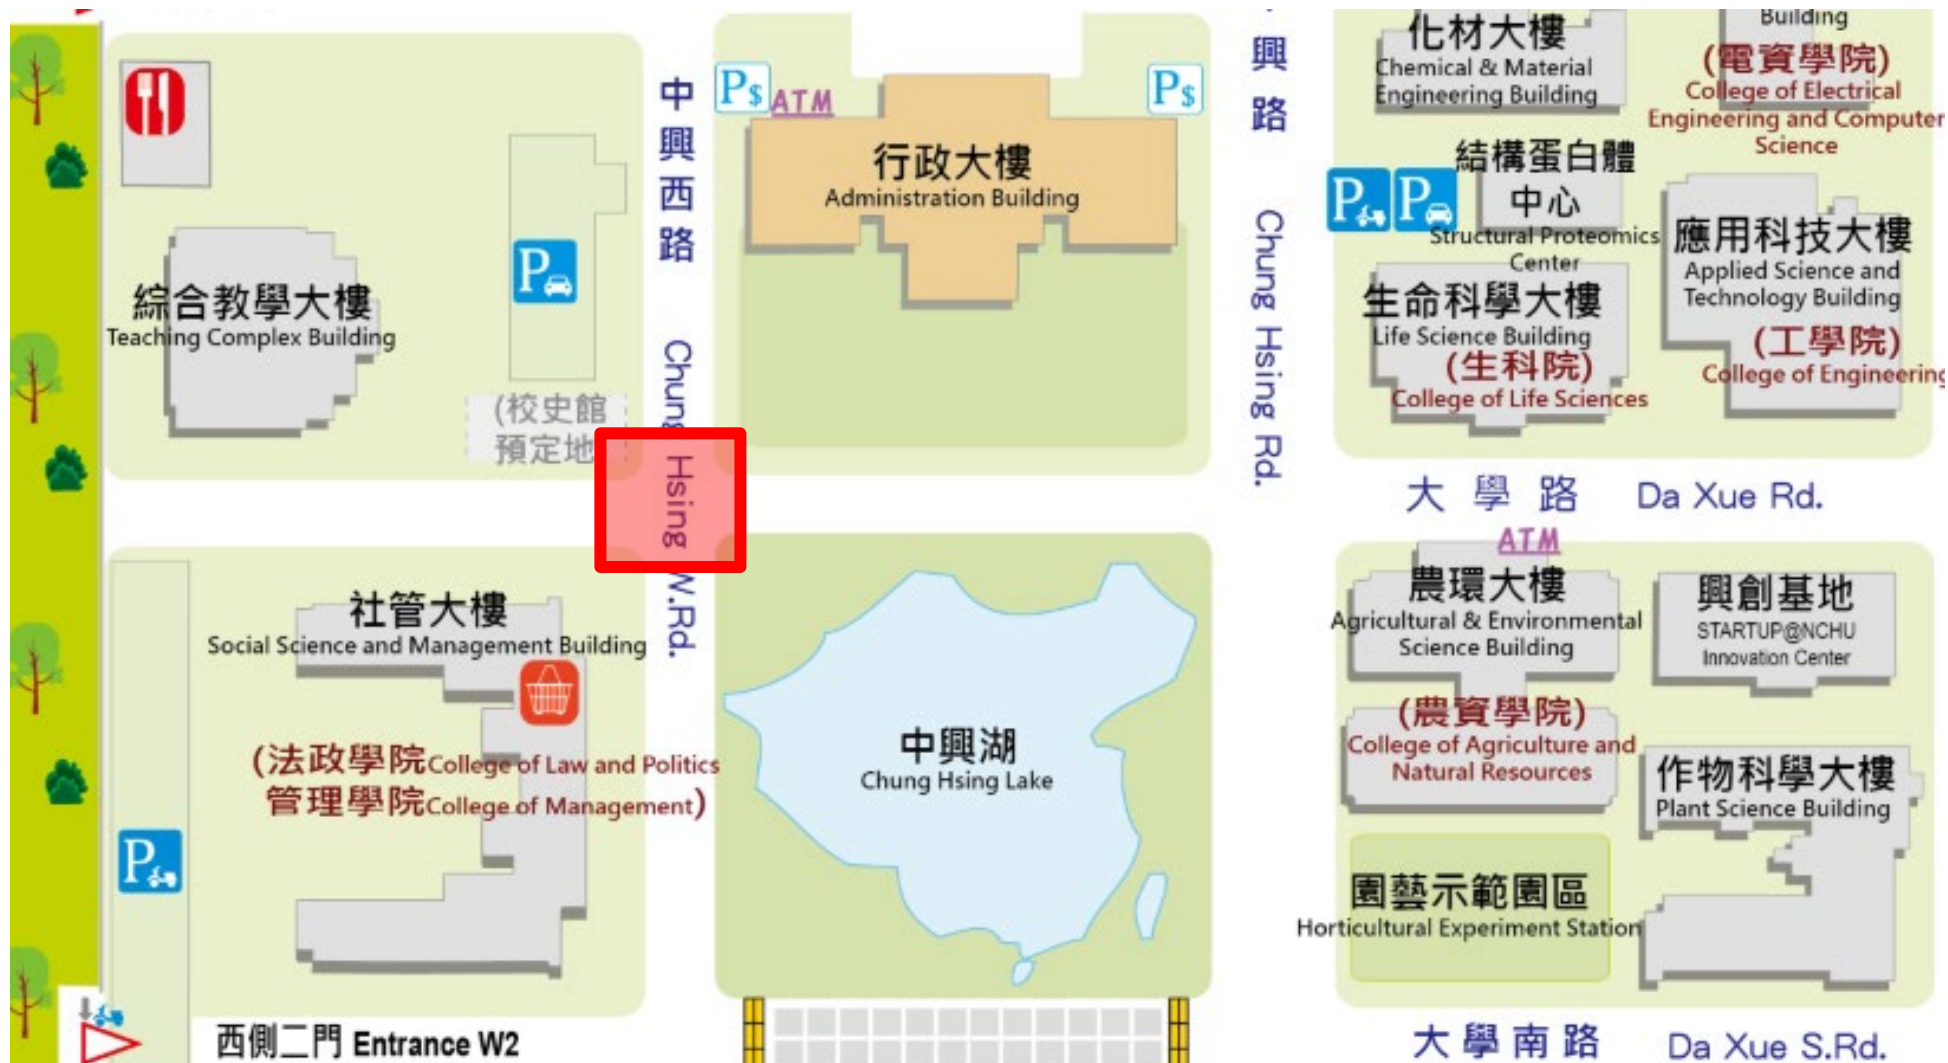 P
綜合教學大樓
Teaching Complex Building
P
(校史館
預定地
中興西路 Chung Hsing W.Rd.
P$
ATM
P$
行政大樓
Administration Building
興路 Chung Hsing Rd.
化材大樓
Chemical & Material
Engineering Building
Building
(電資學院)
College of Electrical
Engineering and Computer
Science
結構蛋白體
中心
Structural Proteomics
Center
P
P
應用科技大樓
Applied Science and
Technology Building
(工學院)
College of Engineering
生命科學大樓
Life Science Building
(生科院)
College of Life Sciences
大學路 Da Xue Rd.
社管大樓
Social Science and Management Building
(法政學院College of Law and Politics
管理學院College of Management)
P
西側二門 Entrance W2
中興湖
Chung Hsing Lake
ATM
農環大樓
Agricultural & Environmental
Science Building
(農資學院)
College of Agriculture and
Natural Resources
興創基地
STARTUP@NCHU
Innovation Center
作物科學大樓
Plant Science Building
園藝示範園區
Horticultural Experiment Station
大學南路 Da Xue S.Rd.